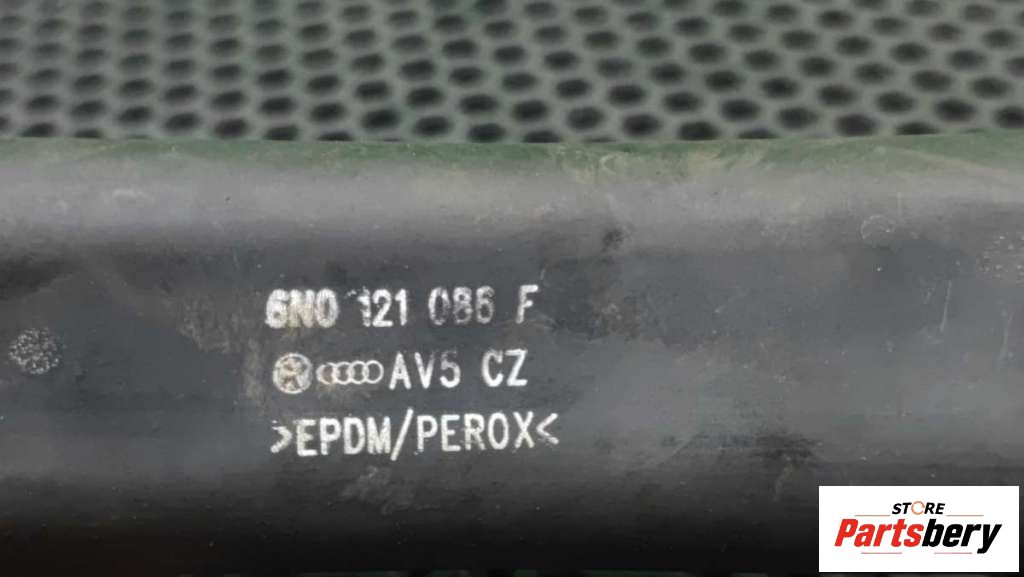 6N0 121 086 F
AV5 CZ
>EPDM/PEROX<
STORE
Partsbery